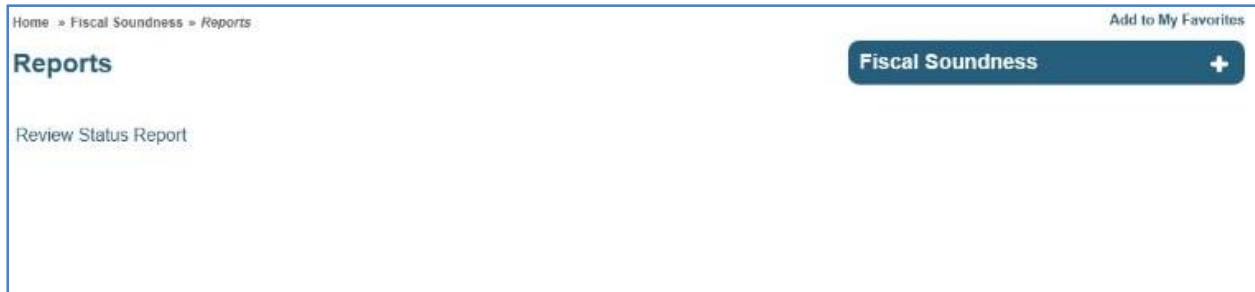 Home » Fiscal Soundness » Reports
Add to My Favorites
Reports
Fiscal Soundness +
Review Status Report